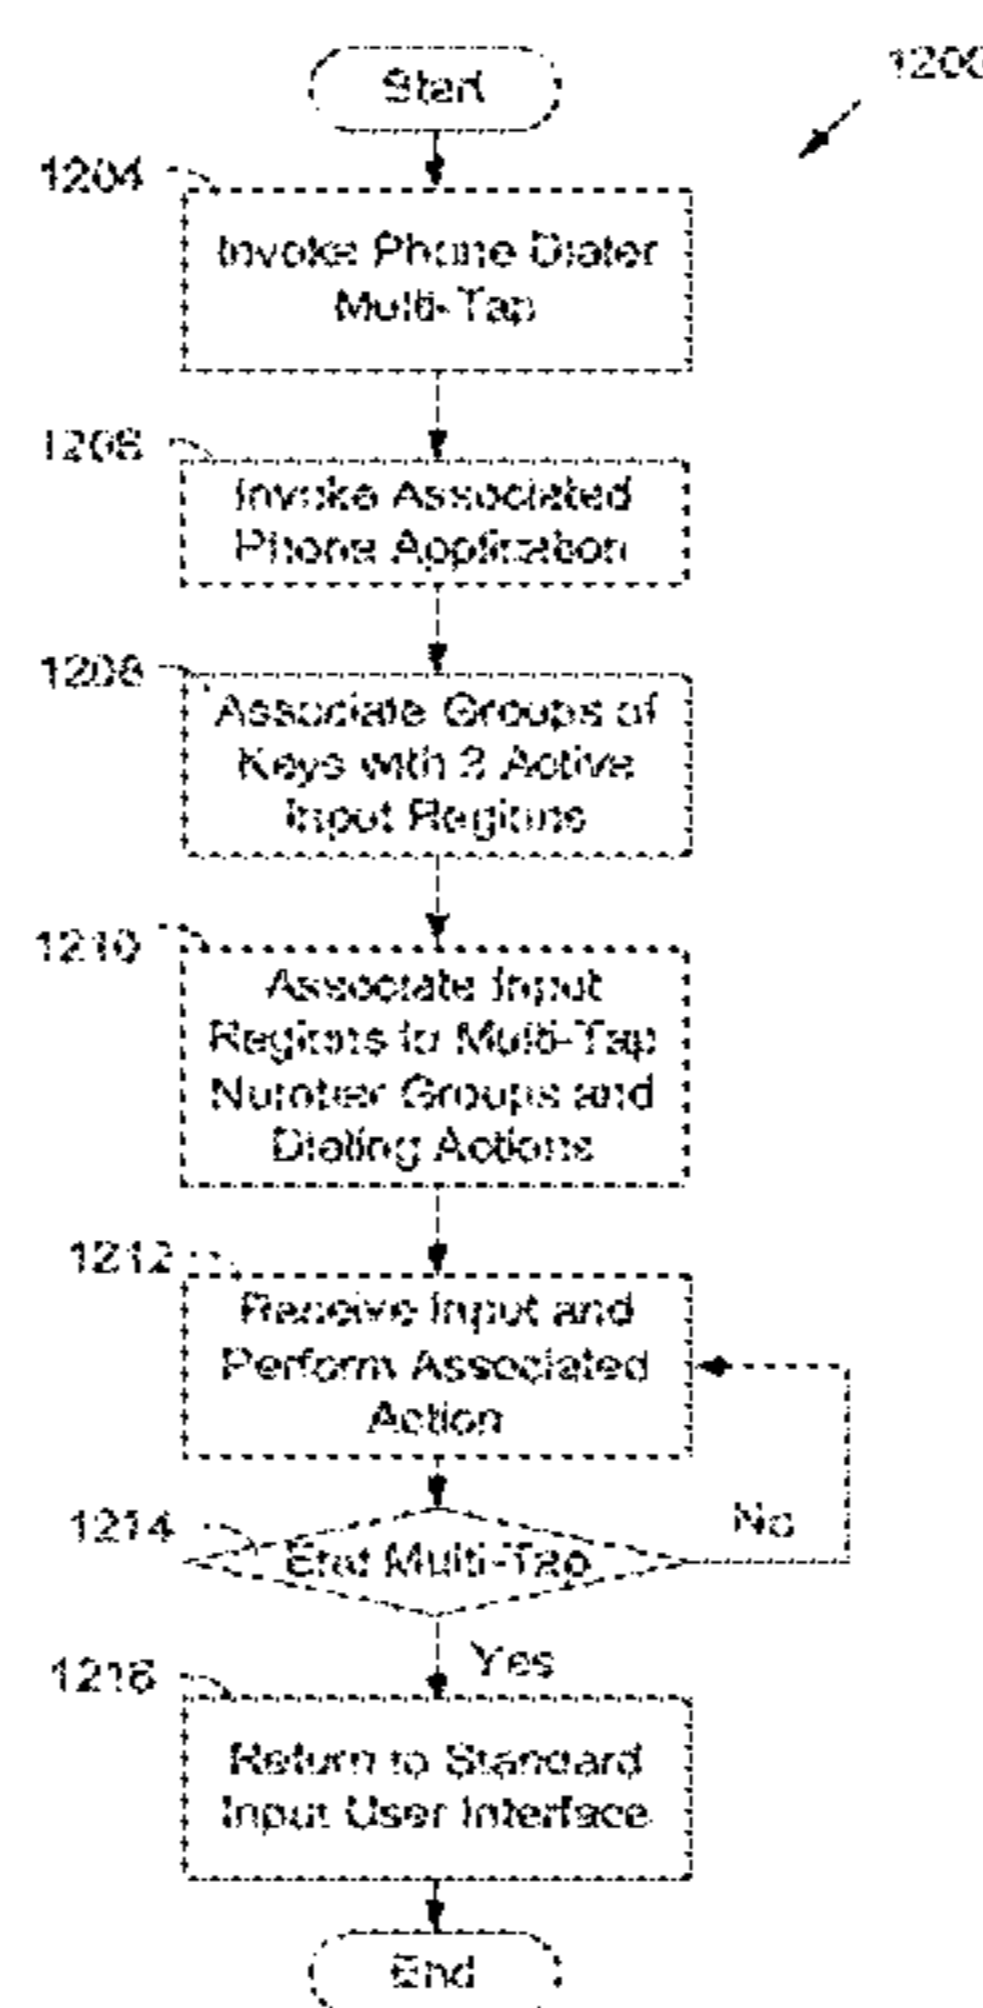 Start
1200
1204
Invoke Phone Dialer
Multi-Tap
1206
Invoke Associated
Phone Application
1208
Associate Groups of
Keys with Active
Input Regions
1210
Associate Input
Regions to Multi-Tap
Number Groups and
Dialing Actions
1212
Receive Input and
Perform Associated
Action
No
1214
End Multi-Tap
Yes
1216
Return to Standard
Input User Interface
End